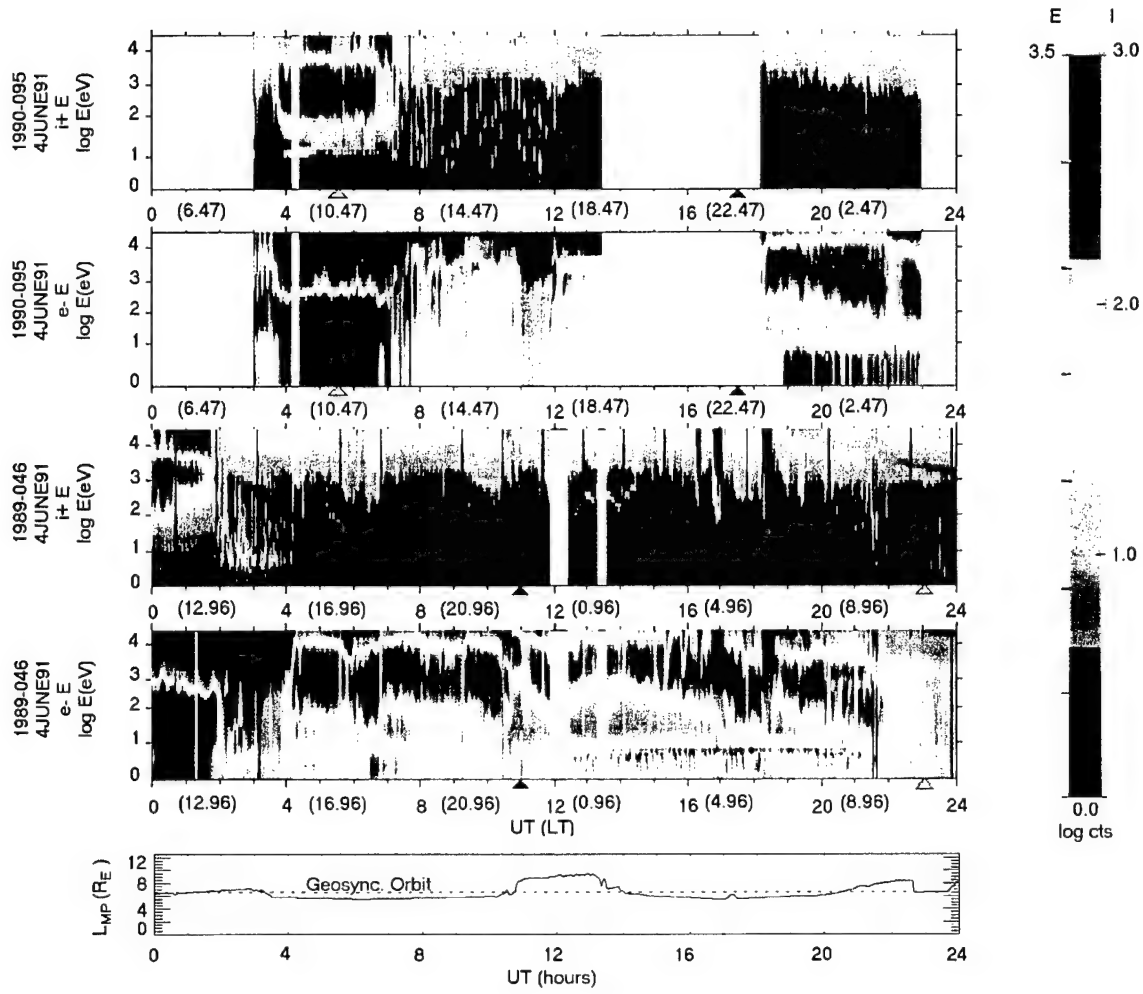 E I
3.5 3.0
2.0
1.0
0.0
log cts
1990-095
4JUNE91
i+ E
log E(eV)
4
3
2
1
0
0 (6.47) 4 (10.47) 8 (14.47) 12 (18.47) 16 (22.47) 20 (2.47) 24
1990-095
4JUNE91
e- E
log E(eV)
4
3
2
1
0
0 (6.47) 4 (10.47) 8 (14.47) 12 (18.47) 16 (22.47) 20 (2.47) 24
1989-046
4JUNE91
i+ E
log E(eV)
4
3
2
1
0
0 (12.96) 4 (16.96) 8 (20.96) 12 (0.96) 16 (4.96) 20 (8.96) 24
1989-046
4JUNE91
e- E
log E(eV)
4
3
2
1
0
0 (12.96) 4 (16.96) 8 (20.96) 12 (0.96) 16 (4.96) 20 (8.96) 24
UT (LT)
LMP (RE)
12
8
4
0
Geosync. Orbit
0 4 8 12 16 20 24
UT (hours)